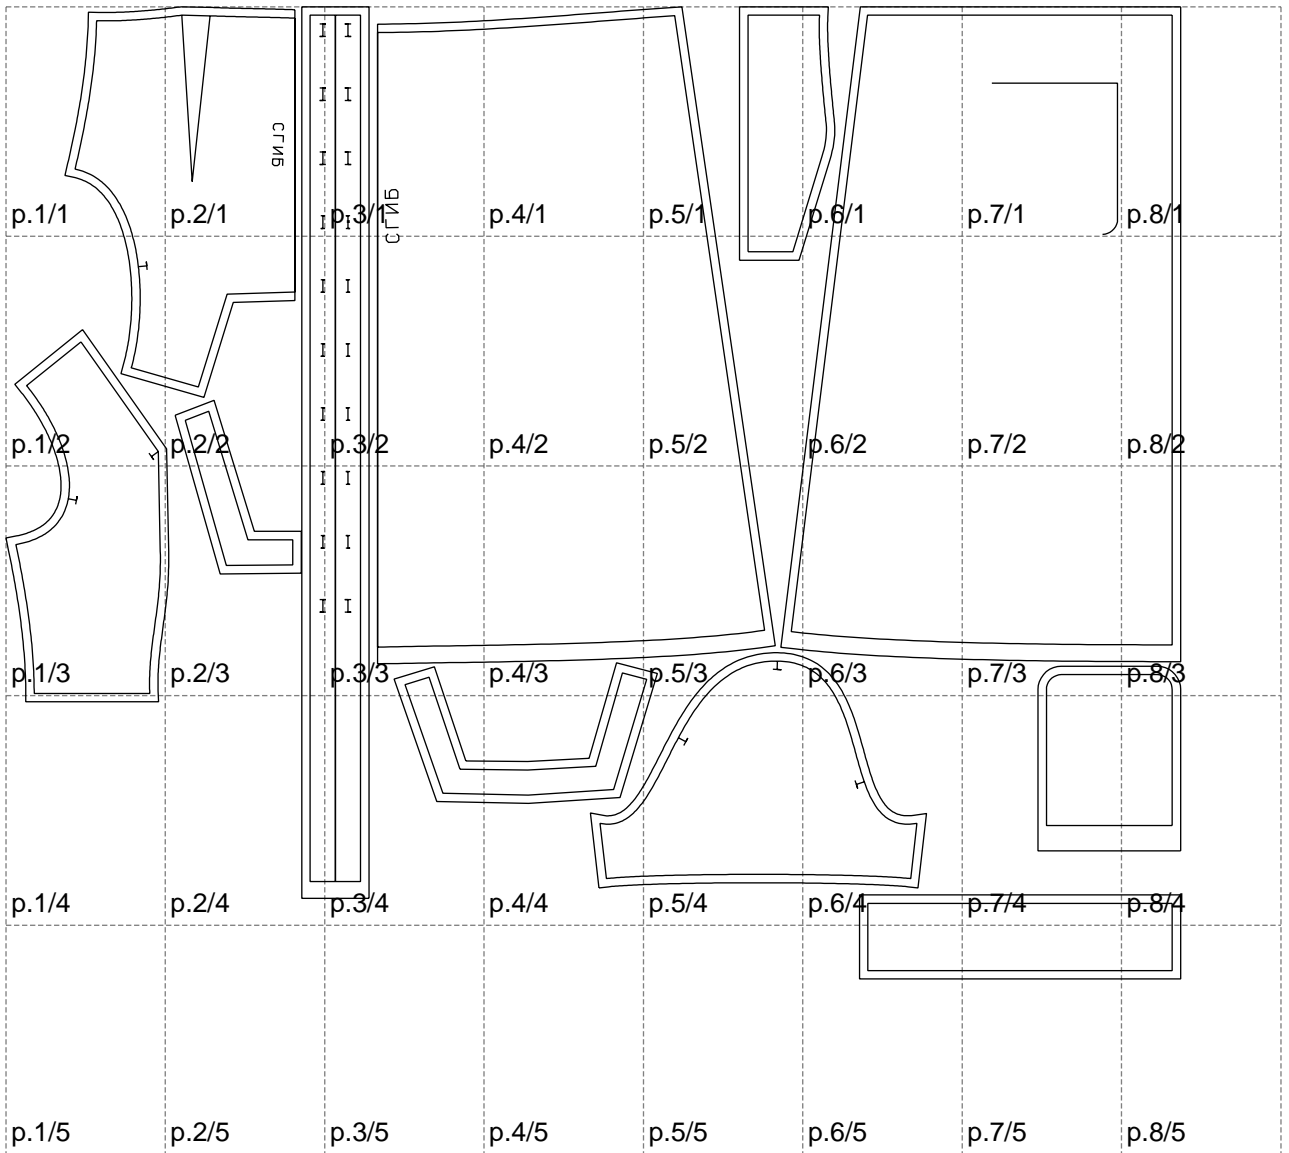 СГИБ
СГИБ
p.1/1 p.2/1 p.3/1 p.4/1 p.5/1 p.6/1 p.7/1 p.8/1
p.1/2 p.2/2 p.3/2 p.4/2 p.5/2 p.6/2 p.7/2 p.8/2
p.1/3 p.2/3 p.3/3 p.4/3 p.5/3 p.6/3 p.7/3 p.8/3
p.1/4 p.2/4 p.3/4 p.4/4 p.5/4 p.6/4 p.7/4 p.8/4
p.1/5 p.2/5 p.3/5 p.4/5 p.5/5 p.6/5 p.7/5 p.8/5